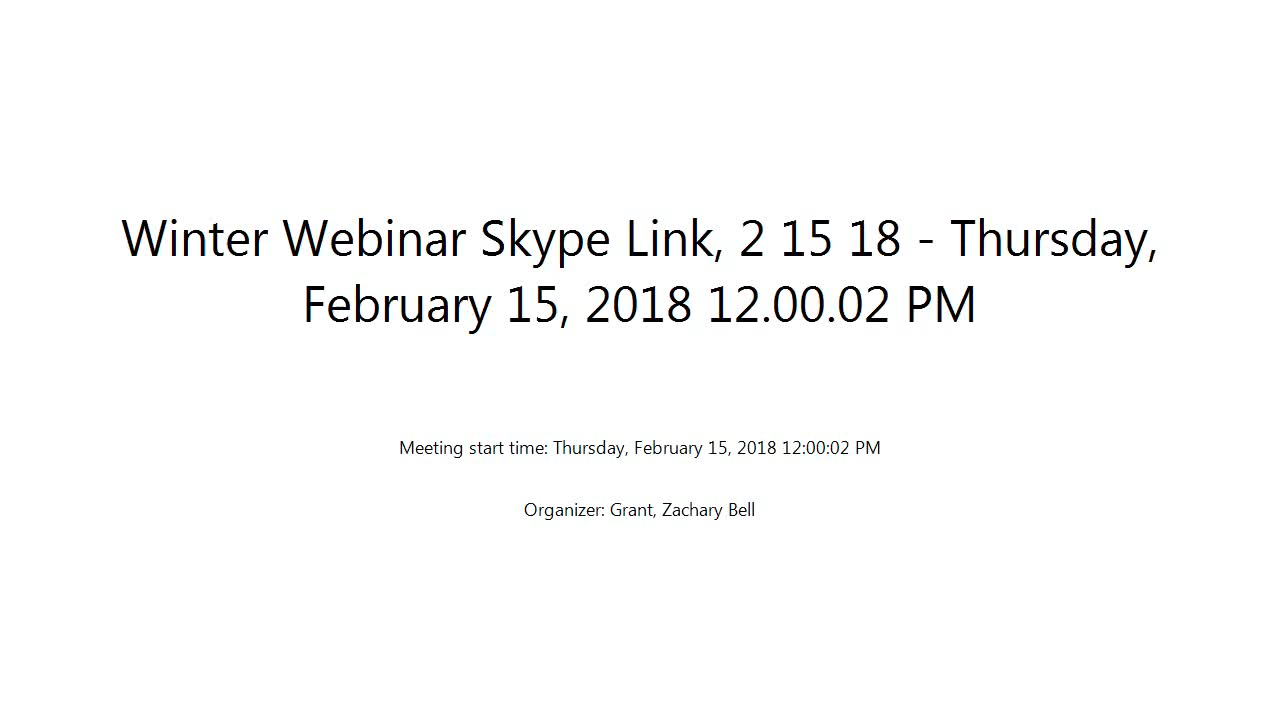 Winter Webinar Skype Link, 2 15 18 - Thursday,
February 15, 2018 12.00.02 PM
Meeting start time: Thursday, February 15, 2018 12:00:02 PM
Organizer: Grant, Zachary Bell